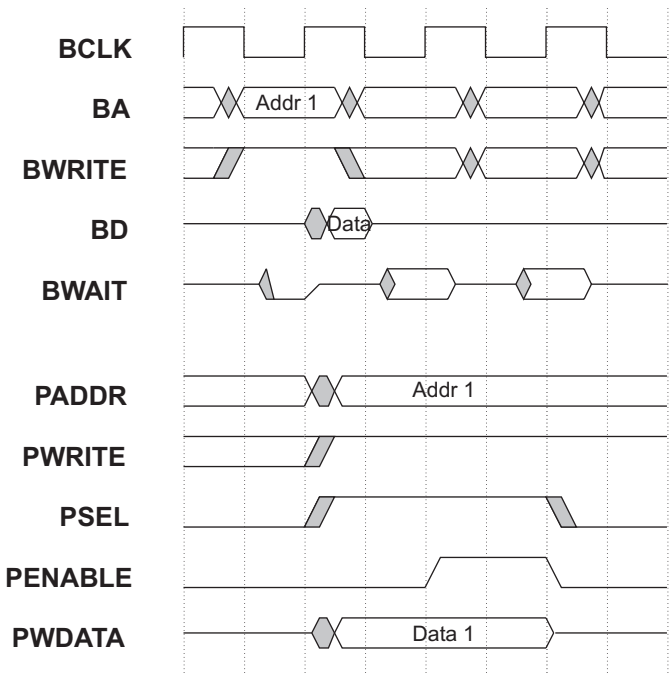 BCLK
BA
Addr 1
BWRITE
BD
Data
BWAIT
PADDR
Addr 1
PWRITE
PSEL
PENABLE
PWDATA
Data 1